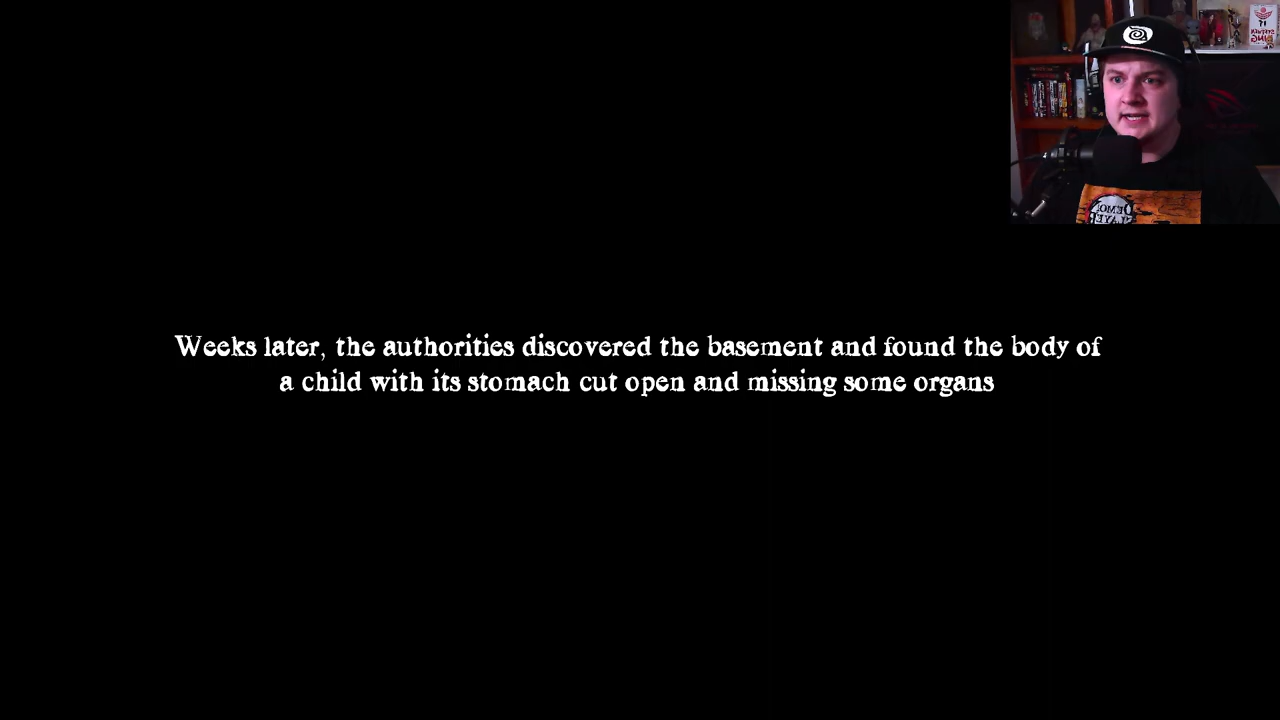 Weeks later, the authorities discovered the basement and found the body of
a child with its stomach cut open and missing some organs